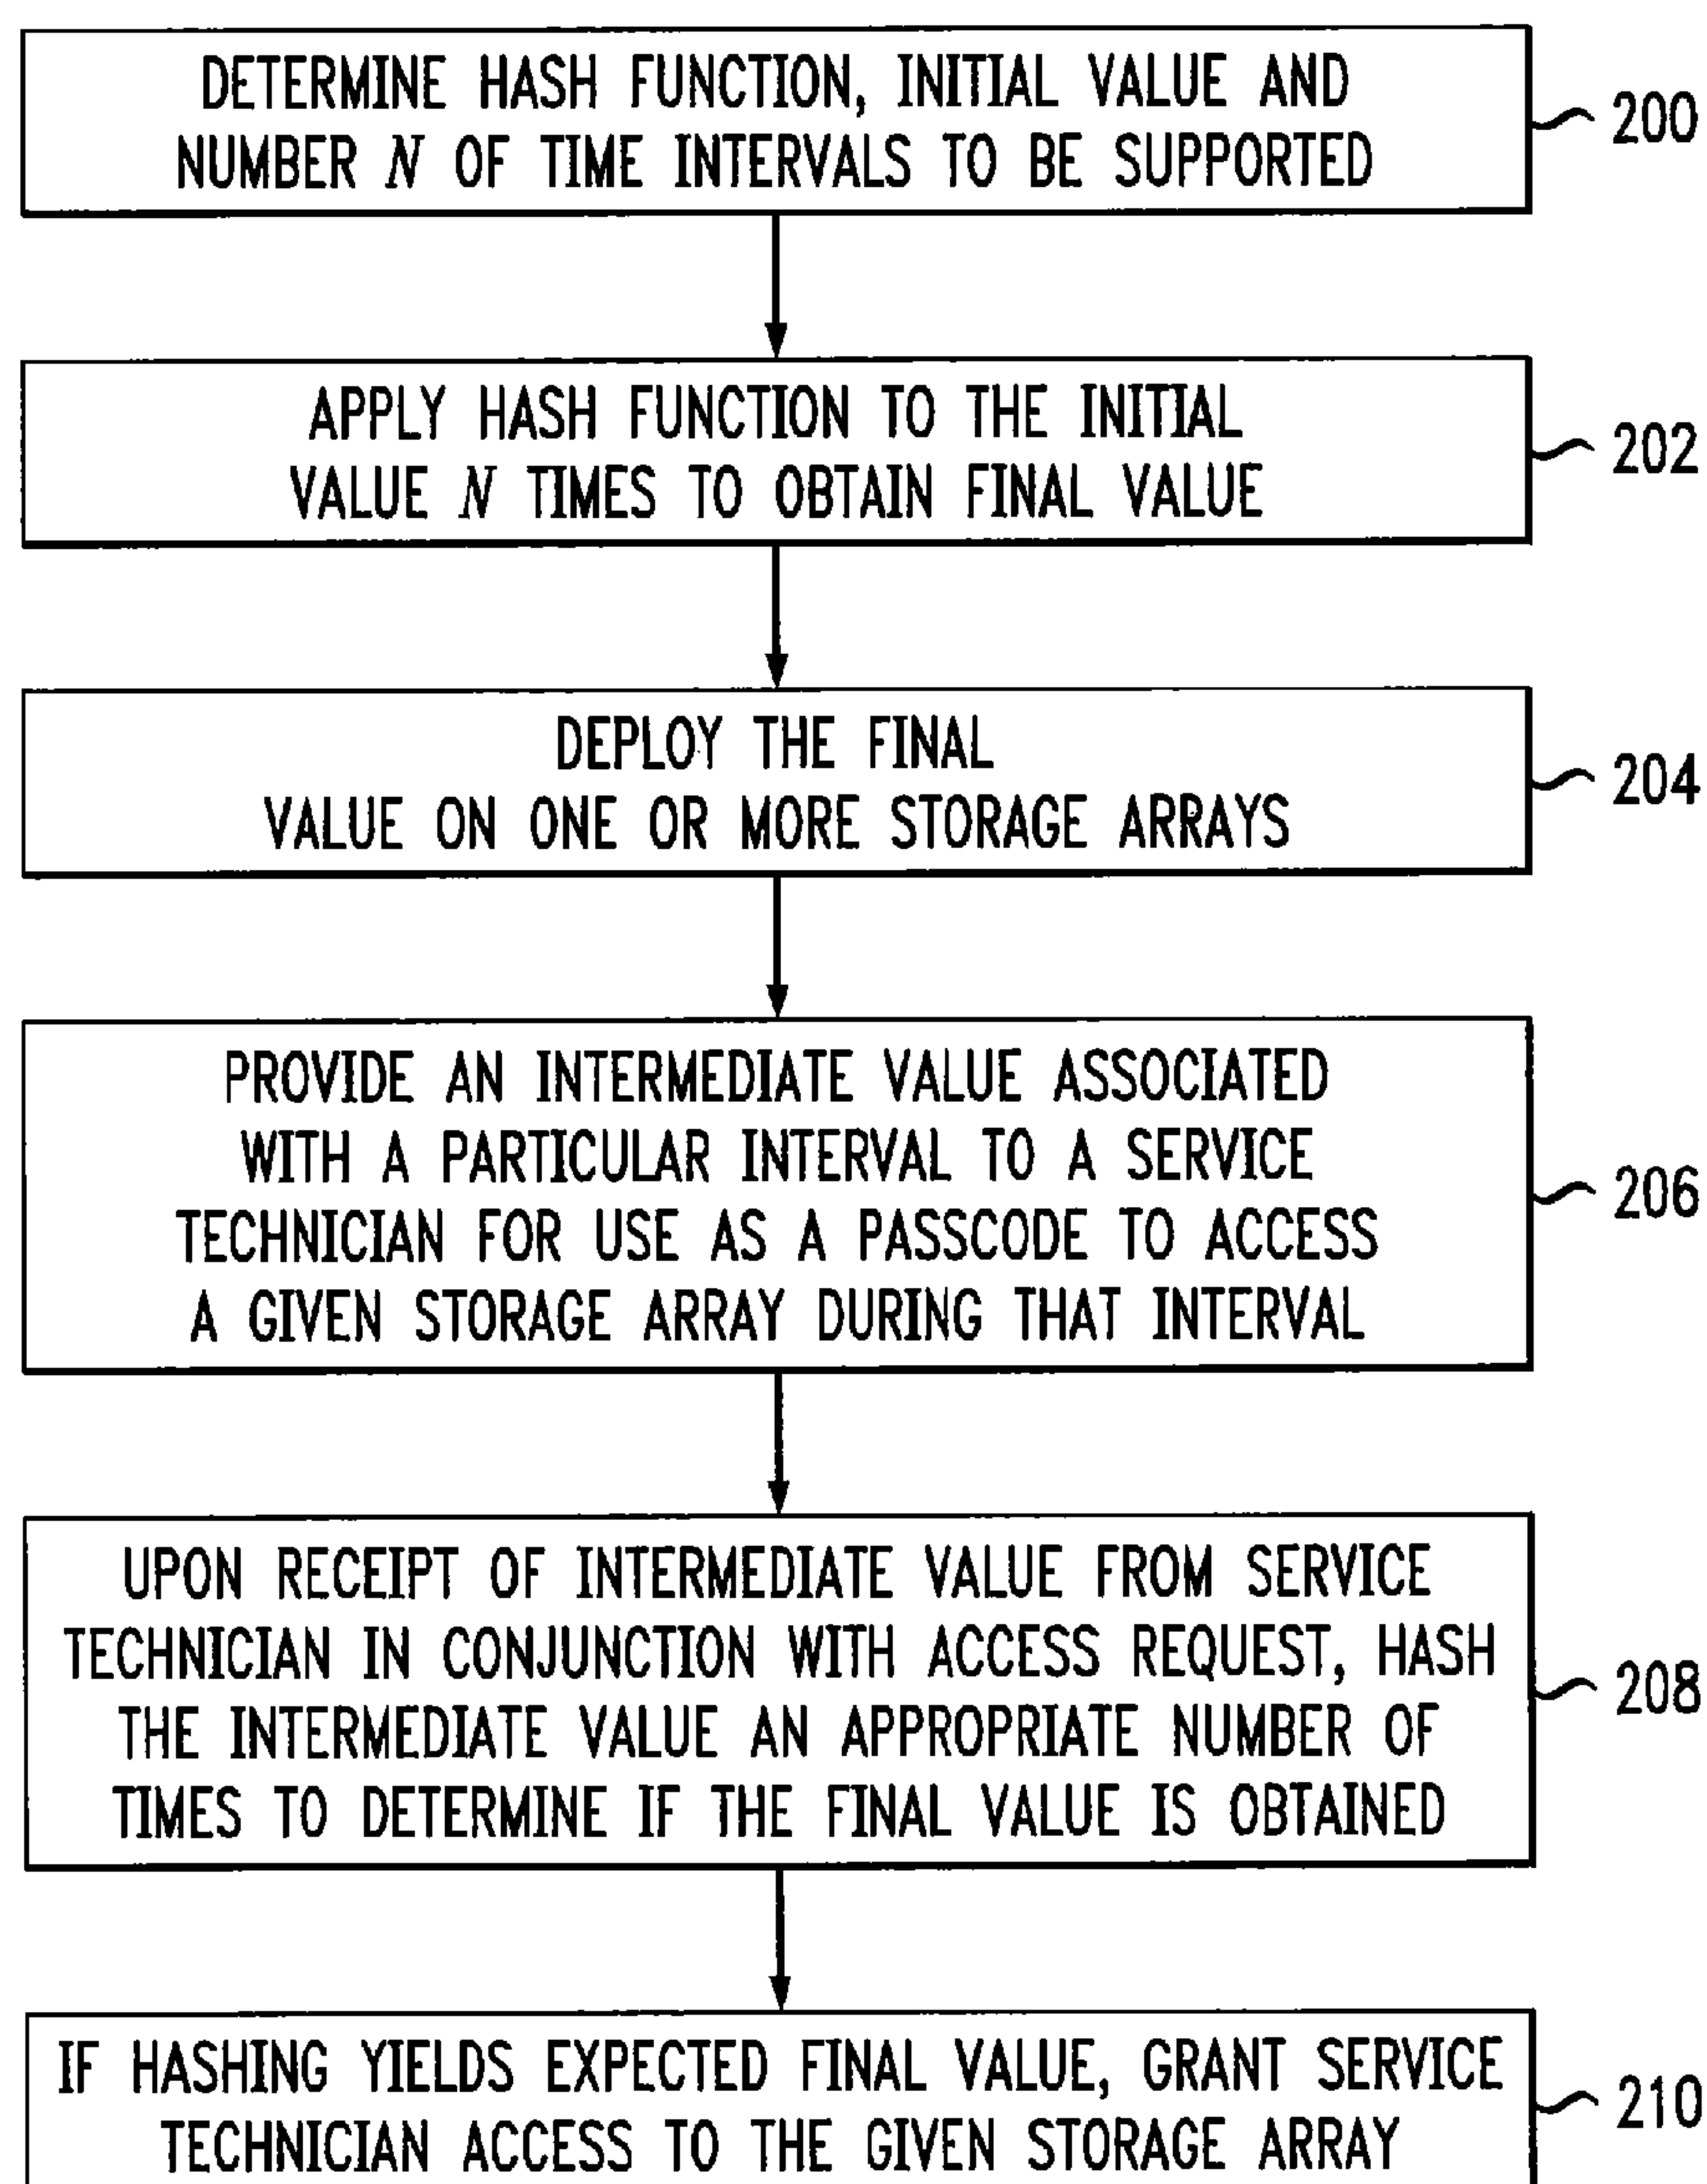 DETERMINE HASH FUNCTION, INITIAL VALUE AND
NUMBER N OF TIME INTERVALS TO BE SUPPORTED
200
APPLY HASH FUNCTION TO THE INITIAL
VALUE N TIMES TO OBTAIN FINAL VALUE
202
DEPLOY THE FINAL
VALUE ON ONE OR MORE STORAGE ARRAYS
204
PROVIDE AN INTERMEDIATE VALUE ASSOCIATED
WITH A PARTICULAR INTERVAL TO A SERVICE
TECHNICIAN FOR USE AS A PASSCODE TO ACCESS
A GIVEN STORAGE ARRAY DURING THAT INTERVAL
206
UPON RECEIPT OF INTERMEDIATE VALUE FROM SERVICE
TECHNICIAN IN CONJUNCTION WITH ACCESS REQUEST, HASH
THE INTERMEDIATE VALUE AN APPROPRIATE NUMBER OF
TIMES TO DETERMINE IF THE FINAL VALUE IS OBTAINED
208
IF HASHING YIELDS EXPECTED FINAL VALUE, GRANT SERVICE
TECHNICIAN ACCESS TO THE GIVEN STORAGE ARRAY
210